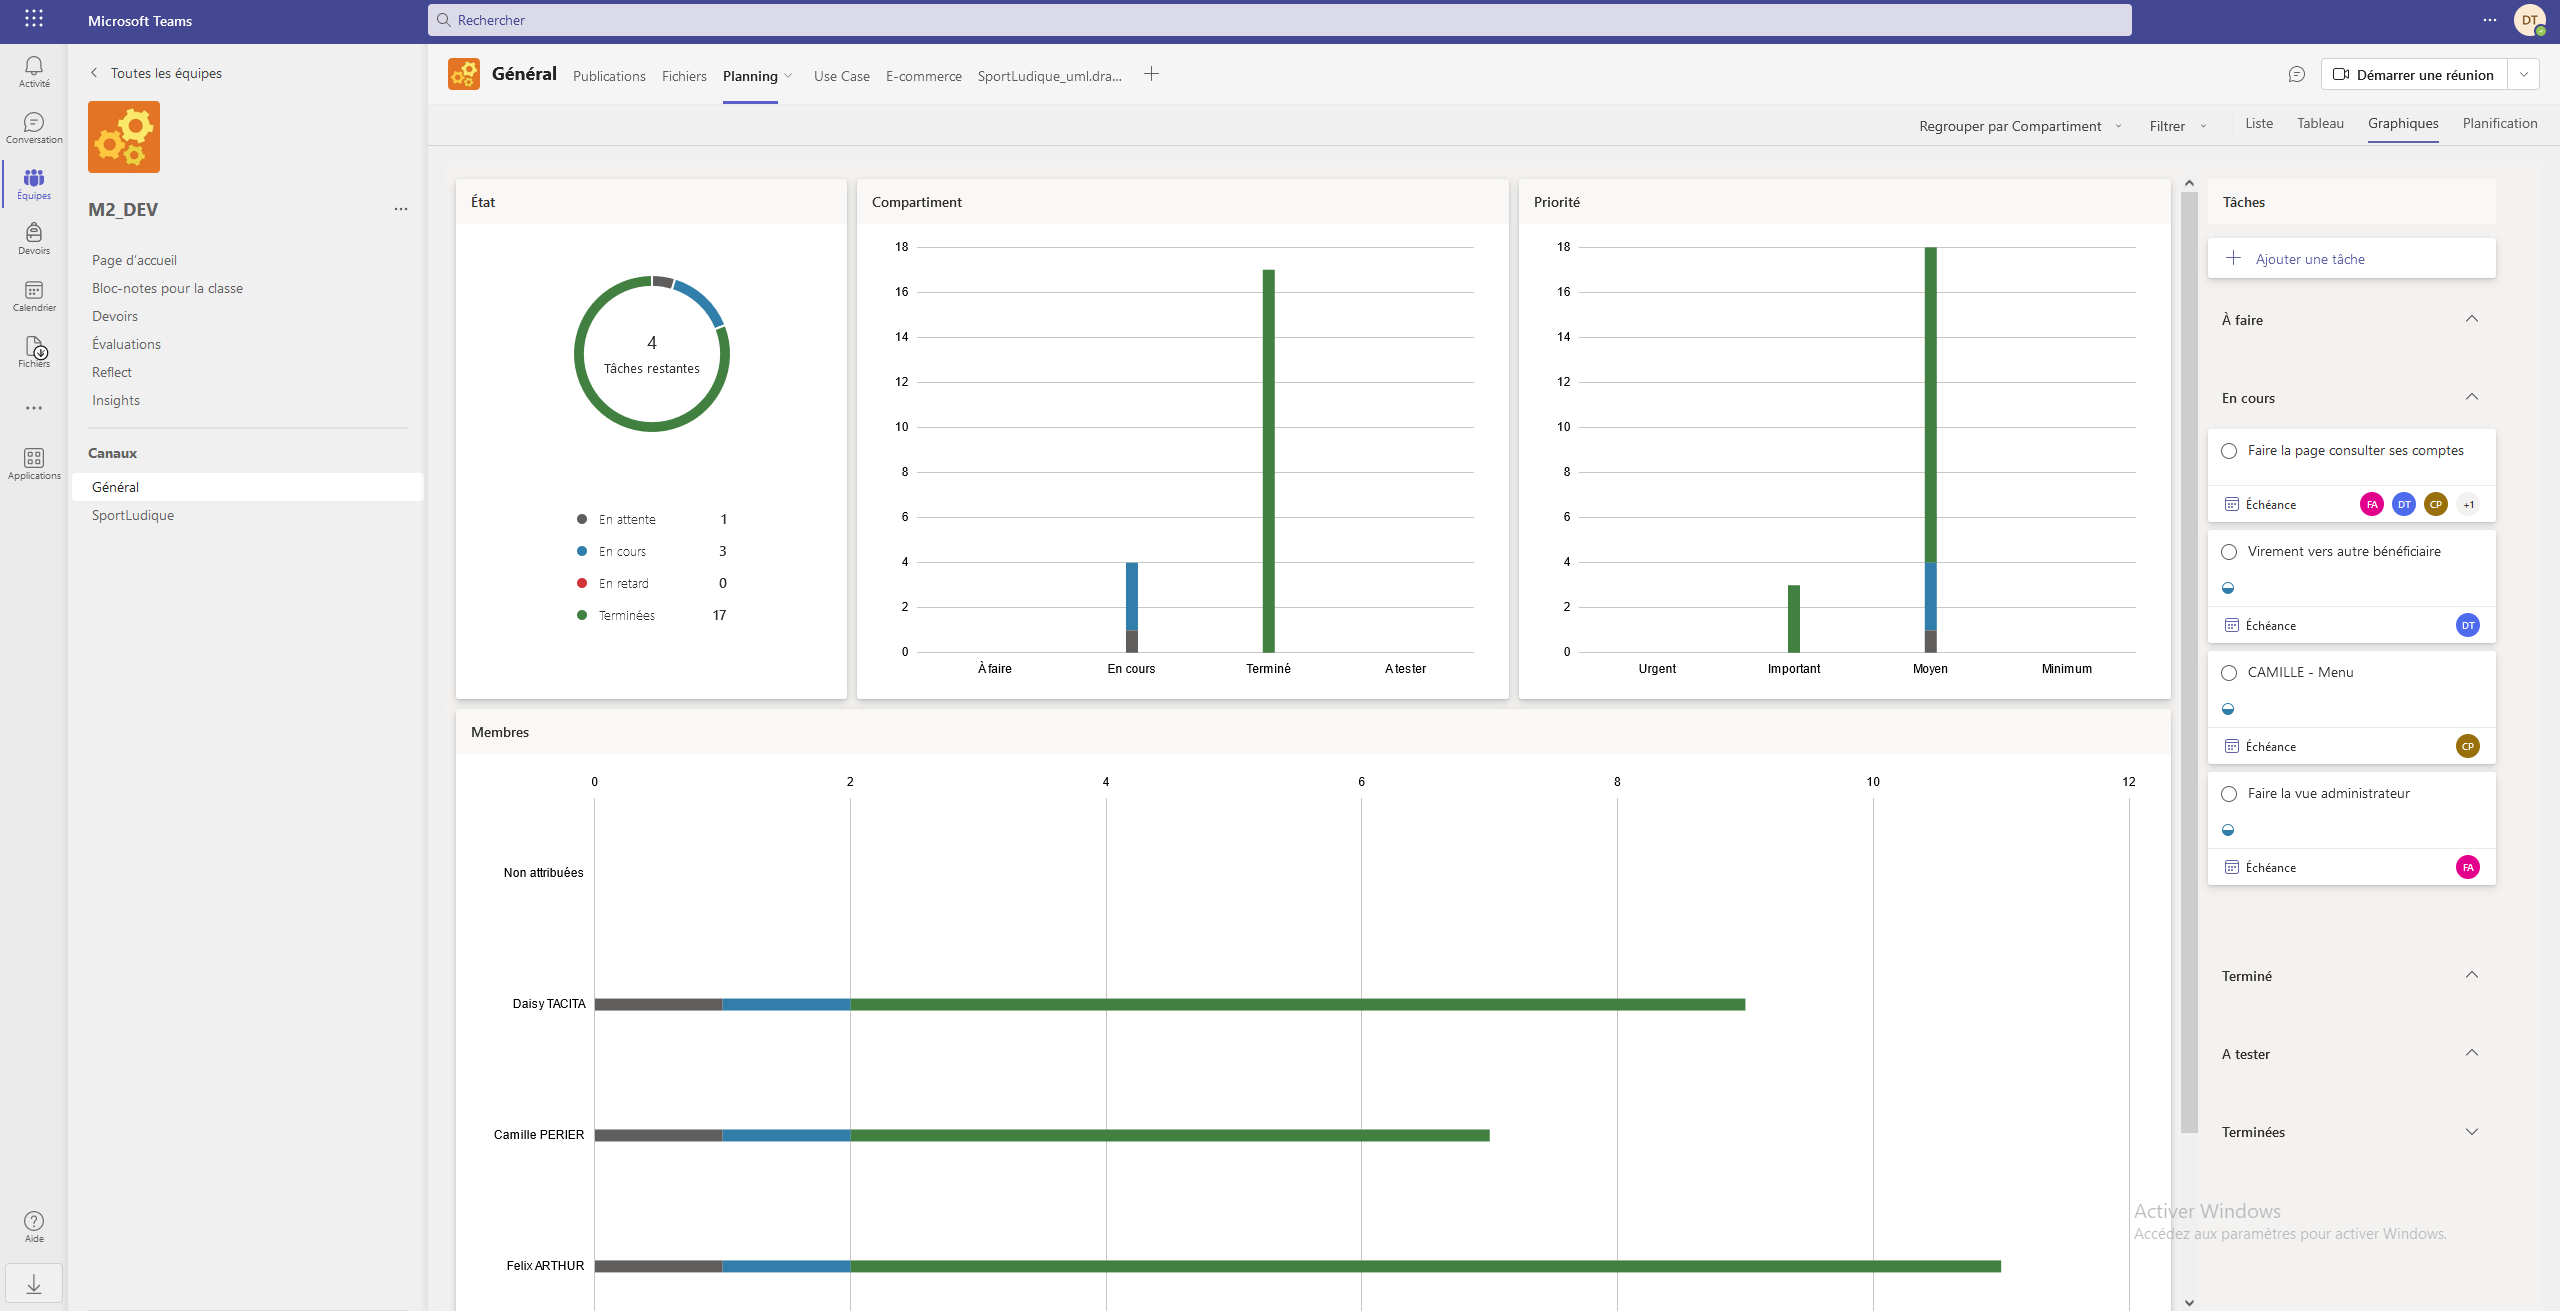 Microsoft Teams
Rechercher
DT
Activité
Conversation
Équipes
Devoirs
Calendrier
Fichiers
Applications
Aide
Toutes les équipes
M2_DEV
Page d'accueil
Bloc-notes pour la classe
Devoirs
Évaluations
Reflect
Insights
Canaux
Général
SportLudique
Général
Publications
Fichiers
Planning
Use Case
E-commerce
SportLudique_uml.dra...
Démarrer une réunion
Regrouper par Compartiment
Filtrer
Liste
Tableau
Graphiques
Planification
État
4
Tâches restantes
En attente 1
En cours 3
En retard 0
Terminées 17
Compartiment
18
16
14
12
10
8
6
4
2
0
À faire En cours Terminé A tester
Priorité
18
16
14
12
10
8
6
4
2
0
Urgent Important Moyen Minimum
Membres
0 2 4 6 8 10 12
Non attribuées
Daisy TACITA
Camille PERIER
Felix ARTHUR
Tâches
Ajouter une tâche
À faire
En cours
Faire la page consulter ses comptes
Échéance FA DT CP +1
Virement vers autre bénéficiaire
Échéance DT
CAMILLE - Menu
Échéance CP
Faire la vue administrateur
Échéance FA
Terminé
A tester
Terminées
Activer Windows
Accédez aux paramètres pour activer Windows.